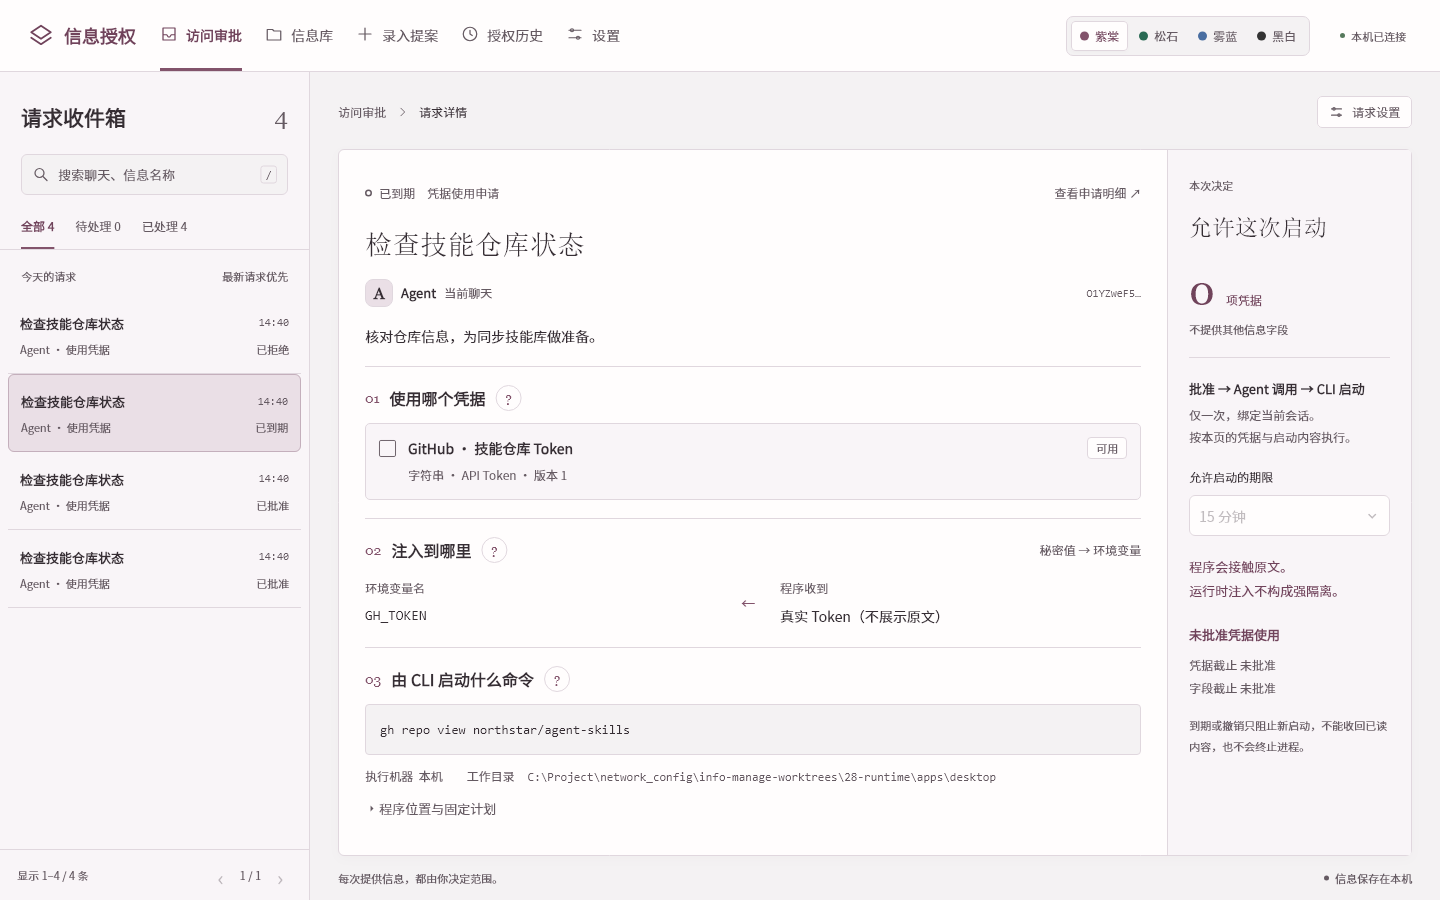 信息授权
访问审批
信息库
录入提案
授权历史
设置
紫棠
松石
雾蓝
黑白
本机已连接
请求收件箱
4
搜索聊天、信息名称
/
全部 4
待处理 0
已处理 4
今天的请求
最新请求优先
检查技能仓库状态
14:40
Agent · 使用凭据
已拒绝
检查技能仓库状态
14:40
Agent · 使用凭据
已到期
检查技能仓库状态
14:40
Agent · 使用凭据
已批准
检查技能仓库状态
14:40
Agent · 使用凭据
已批准
显示 1–4 / 4 条
‹
1 / 1
›
访问审批 > 请求详情
请求设置
已到期 凭据使用申请
查看申请明细 ↗
检查技能仓库状态
A
Agent 当前聊天
01YZweF5…
核对仓库信息，为同步技能库做准备。
01 使用哪个凭据 ?
GitHub · 技能仓库 Token
可用
字符串 · API Token · 版本 1
02 注入到哪里 ?
秘密值 → 环境变量
环境变量名
GH_TOKEN
←
程序收到
真实 Token（不展示原文）
03 由 CLI 启动什么命令 ?
gh repo view northstar/agent-skills
执行机器 本机 工作目录 C:\Project\network_config\info-manage-worktrees\28-runtime\apps\desktop
程序位置与固定计划
本次决定
允许这次启动
0 项凭据
不提供其他信息字段
批准 → Agent 调用 → CLI 启动
仅一次，绑定当前会话。
按本页的凭据与启动内容执行。
允许启动的期限
15 分钟
程序会接触原文。
运行时注入不构成强隔离。
未批准凭据使用
凭据截止 未批准
字段截止 未批准
到期或撤销只阻止新启动，不能收回已读
内容，也不会终止进程。
每次提供信息，都由你决定范围。
信息保存在本机